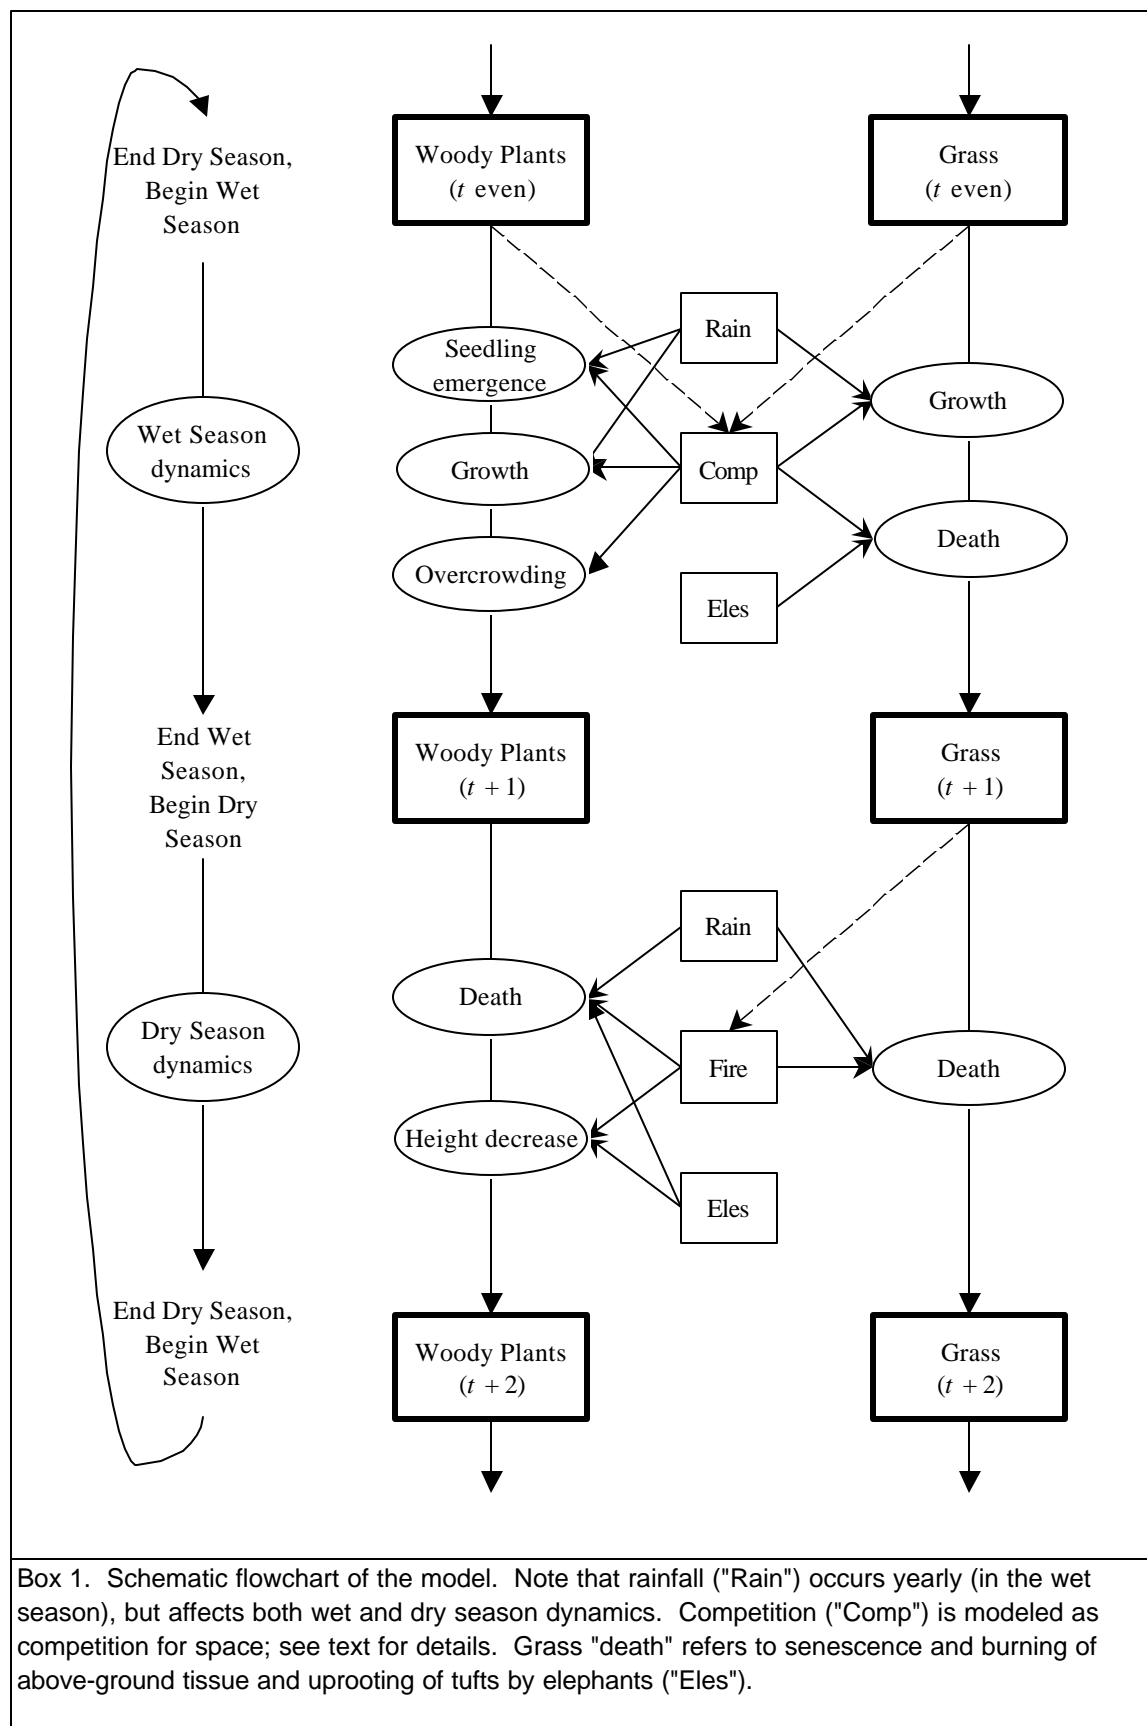 Woody Plants
(t even)
Grass
(t even)
End Dry Season,
Begin Wet
Season
Rain
Seedling
emergence
Growth
Wet Season
dynamics
Growth
Comp
Death
Overcrowding
Eles
End Wet
Season,
Begin Dry
Season
Woody Plants
(t + 1)
Grass
(t + 1)
Rain
Death
Dry Season
dynamics
Fire
Death
Height decrease
Eles
End Dry Season,
Begin Wet
Season
Woody Plants
(t + 2)
Grass
(t + 2)
Box 1. Schematic flowchart of the model. Note that rainfall ("Rain") occurs yearly (in the wet
season), but affects both wet and dry season dynamics. Competition ("Comp") is modeled as
competition for space; see text for details. Grass "death" refers to senescence and burning of
above-ground tissue and uprooting of tufts by elephants ("Eles").